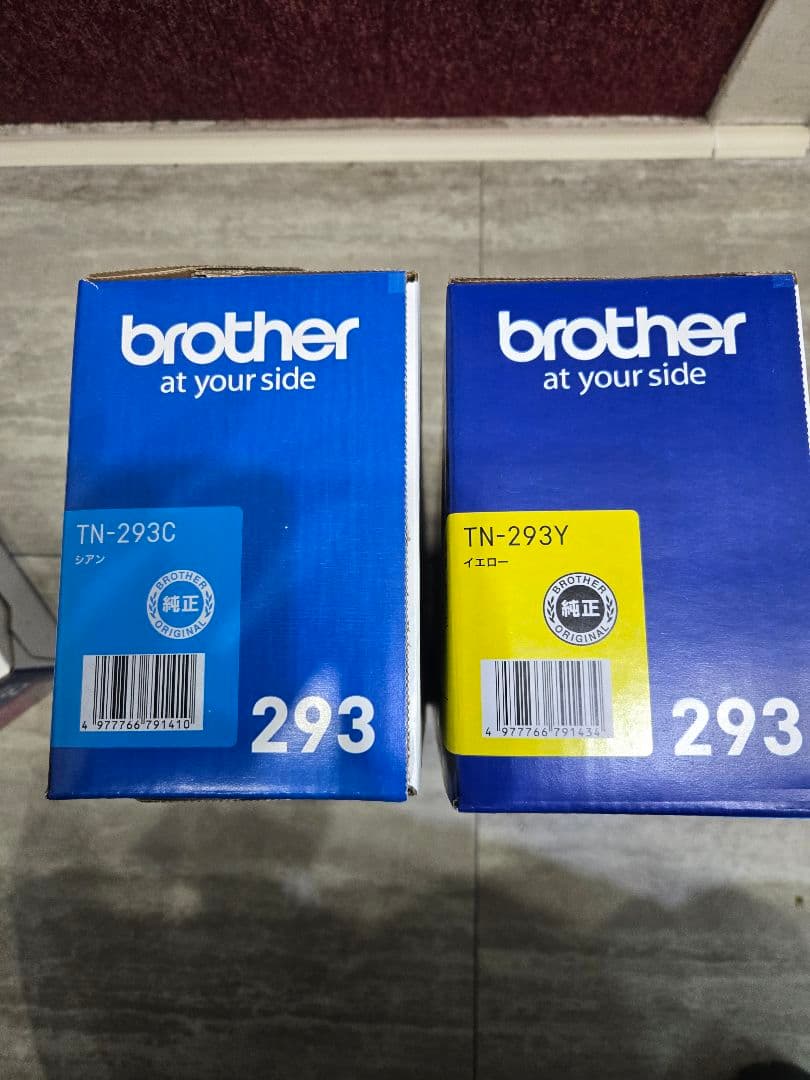 brother
at your side
TN-293C
シアン
BROTHER
純正
ORIGINAL
4 977766 791410
293
brother
at your side
TN-293Y
イエロー
BROTHER
純正
ORIGINAL
4 977766 791434
293